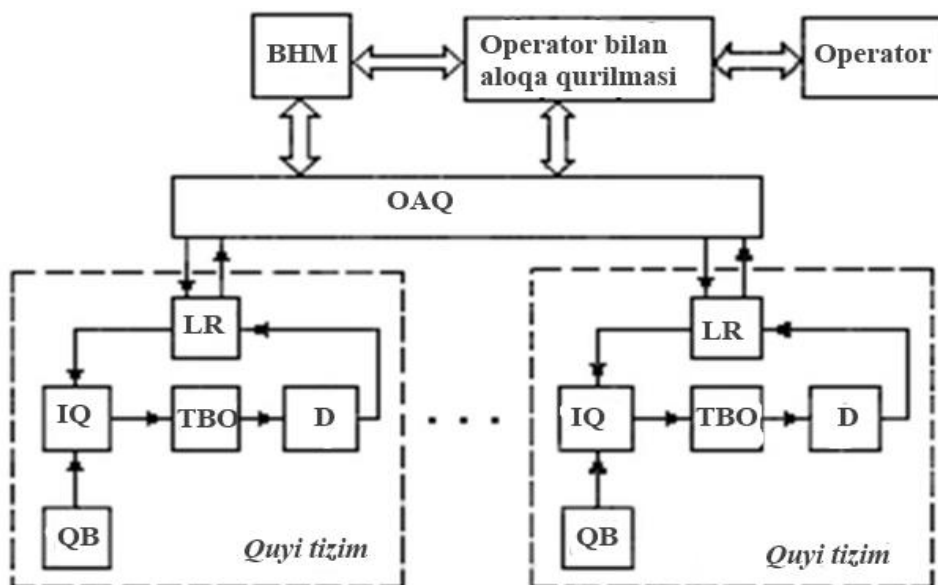 BHM
Operator bilan
aloqa qurilmasi
Operator
OAQ
LR
IQ
TBO
D
QB
Quyi tizim
. . .
LR
IQ
TBO
D
QB
Quyi tizim